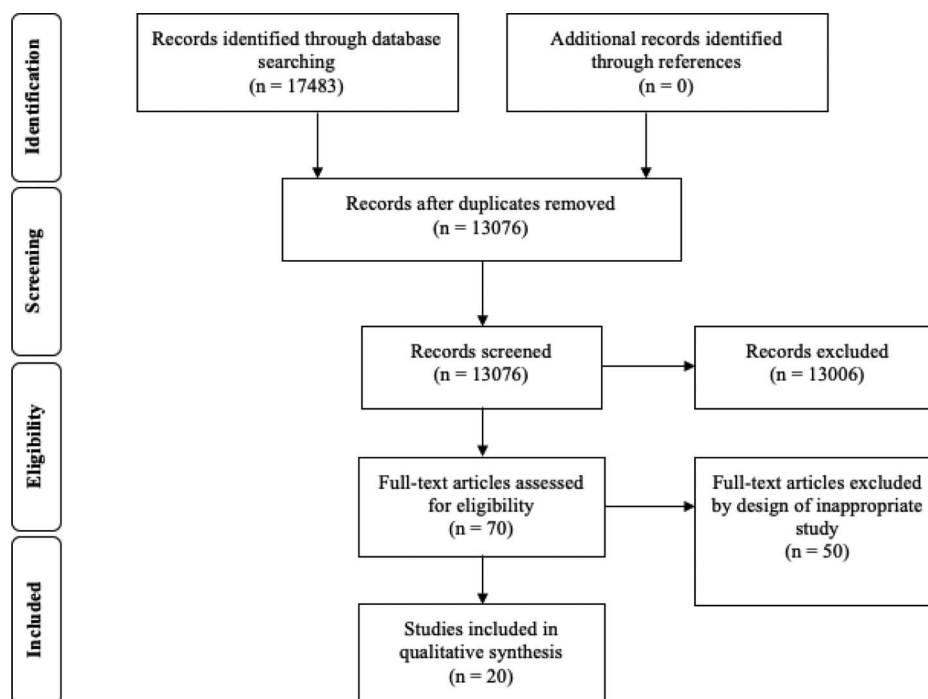 Identification
Records identified through database
searching
(n = 17483)
Additional records identified
through references
(n = 0)
Records after duplicates removed
(n = 13076)
Screening
Records screened
(n = 13076)
Records excluded
(n = 13006)
Eligibility
Full-text articles assessed
for eligibility
(n = 70)
Full-text articles excluded
by design of inappropriate
study
(n = 50)
Included
Studies included in
qualitative synthesis
(n = 20)